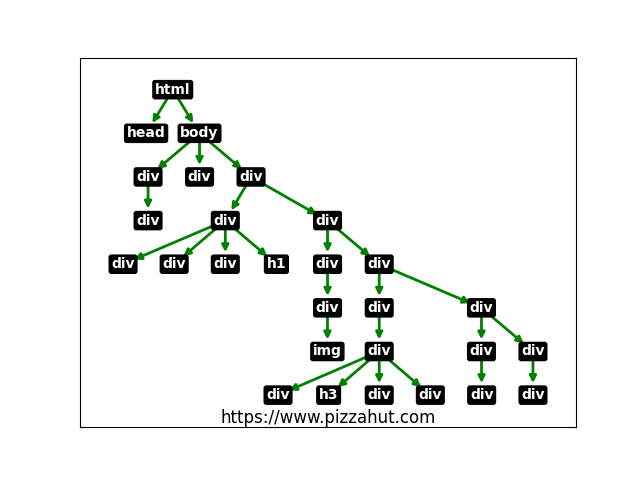 html
head body
div div div
div div div
div div div h1 div div
div div div
img div div div
div h3 div div div div
https://www.pizzahut.com